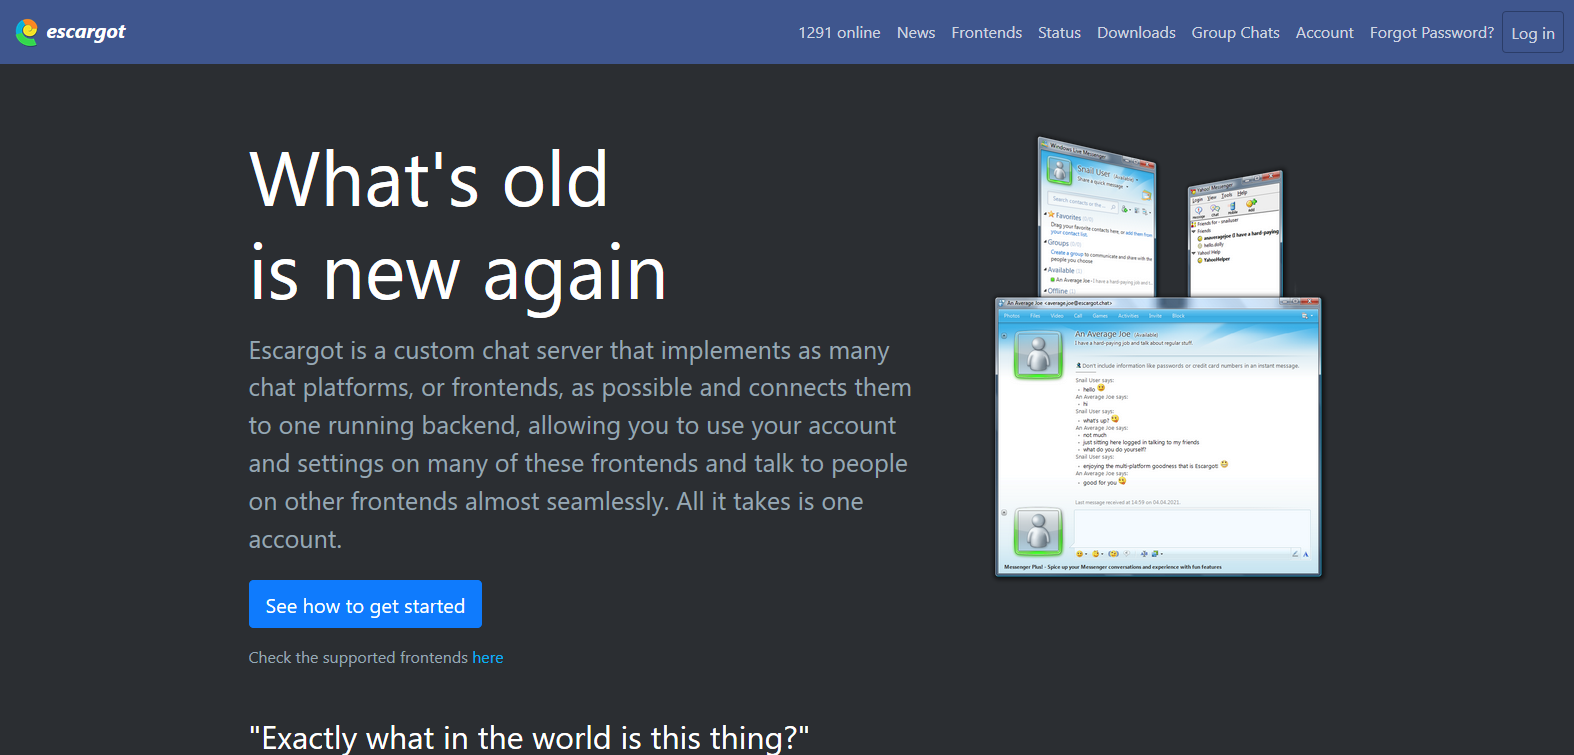 escargot
1291 online News Frontends Status Downloads Group Chats Account Forgot Password? Log in
What's old
is new again
Escargot is a custom chat server that implements as many
chat platforms, or frontends, as possible and connects them
to one running backend, allowing you to use your account
and settings on many of these frontends and talk to people
on other frontends almost seamlessly. All it takes is one
account.
See how to get started
Check the supported frontends here
Windows Live Messenger
Snail User (Available)
Share a quick message
Search contacts or the...
Favorites (0/0)
Drag your favorite contacts here, or add them from
your contact list.
Groups (0/0)
Create a group to communicate and share with the
people you choose
Available (1)
An Average Joe - I have a hard-paying job and t...
Offline (1)
Yahoo! Messenger
Login View Tools Help
Message Chat Add
Friends for - snailuser
Friends
anaveragejoe (I have a hard-paying
hello.dolly
Yahoo! Help
YahooHelper
An Average Joe <average.joe@escargot.chat>
Photos Files Video Call Games Activities Invite Block
An Average Joe (Available)
I have a hard-paying job and talk about regular stuff.
Don't include information like passwords or credit card numbers in an instant message.
Snail User says:
hello
An Average Joe says:
hi
Snail User says:
what's up?
An Average Joe says:
not much
just sitting here logged in talking to my friends
what do you do yourself?
Snail User says:
enjoying the multi-platform goodness that is Escargot!
An Average Joe says:
good for you
Last message received at 14:59 on 04.04.2021.
A
Messenger Plus! - Spice up your Messenger conversations and experience with fun features
"Exactly what in the world is this thing?"